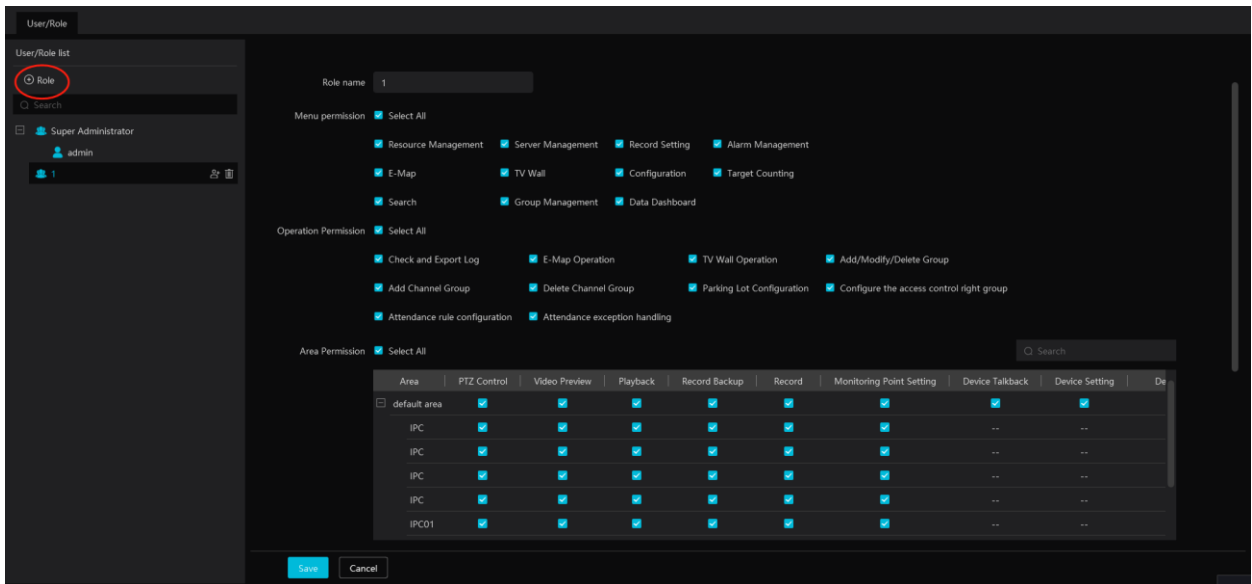 User/Role
User/Role list
Role
Search
Super Administrator
admin
1
Role name 1
Menu permission Select All
Resource Management Server Management Record Setting Alarm Management
E-Map TV Wall Configuration Target Counting
Search Group Management Data Dashboard
Operation Permission Select All
Check and Export Log E-Map Operation TV Wall Operation Add/Modify/Delete Group
Add Channel Group Delete Channel Group Parking Lot Configuration Configure the access control right group
Attendance rule configuration Attendance exception handling
Area Permission Select All Search
Area PTZ Control Video Preview Playback Record Backup Record Monitoring Point Setting Device Talkback Device Setting De
default area
IPC -- --
IPC -- --
IPC -- --
IPC -- --
IPC01 -- --
Save Cancel